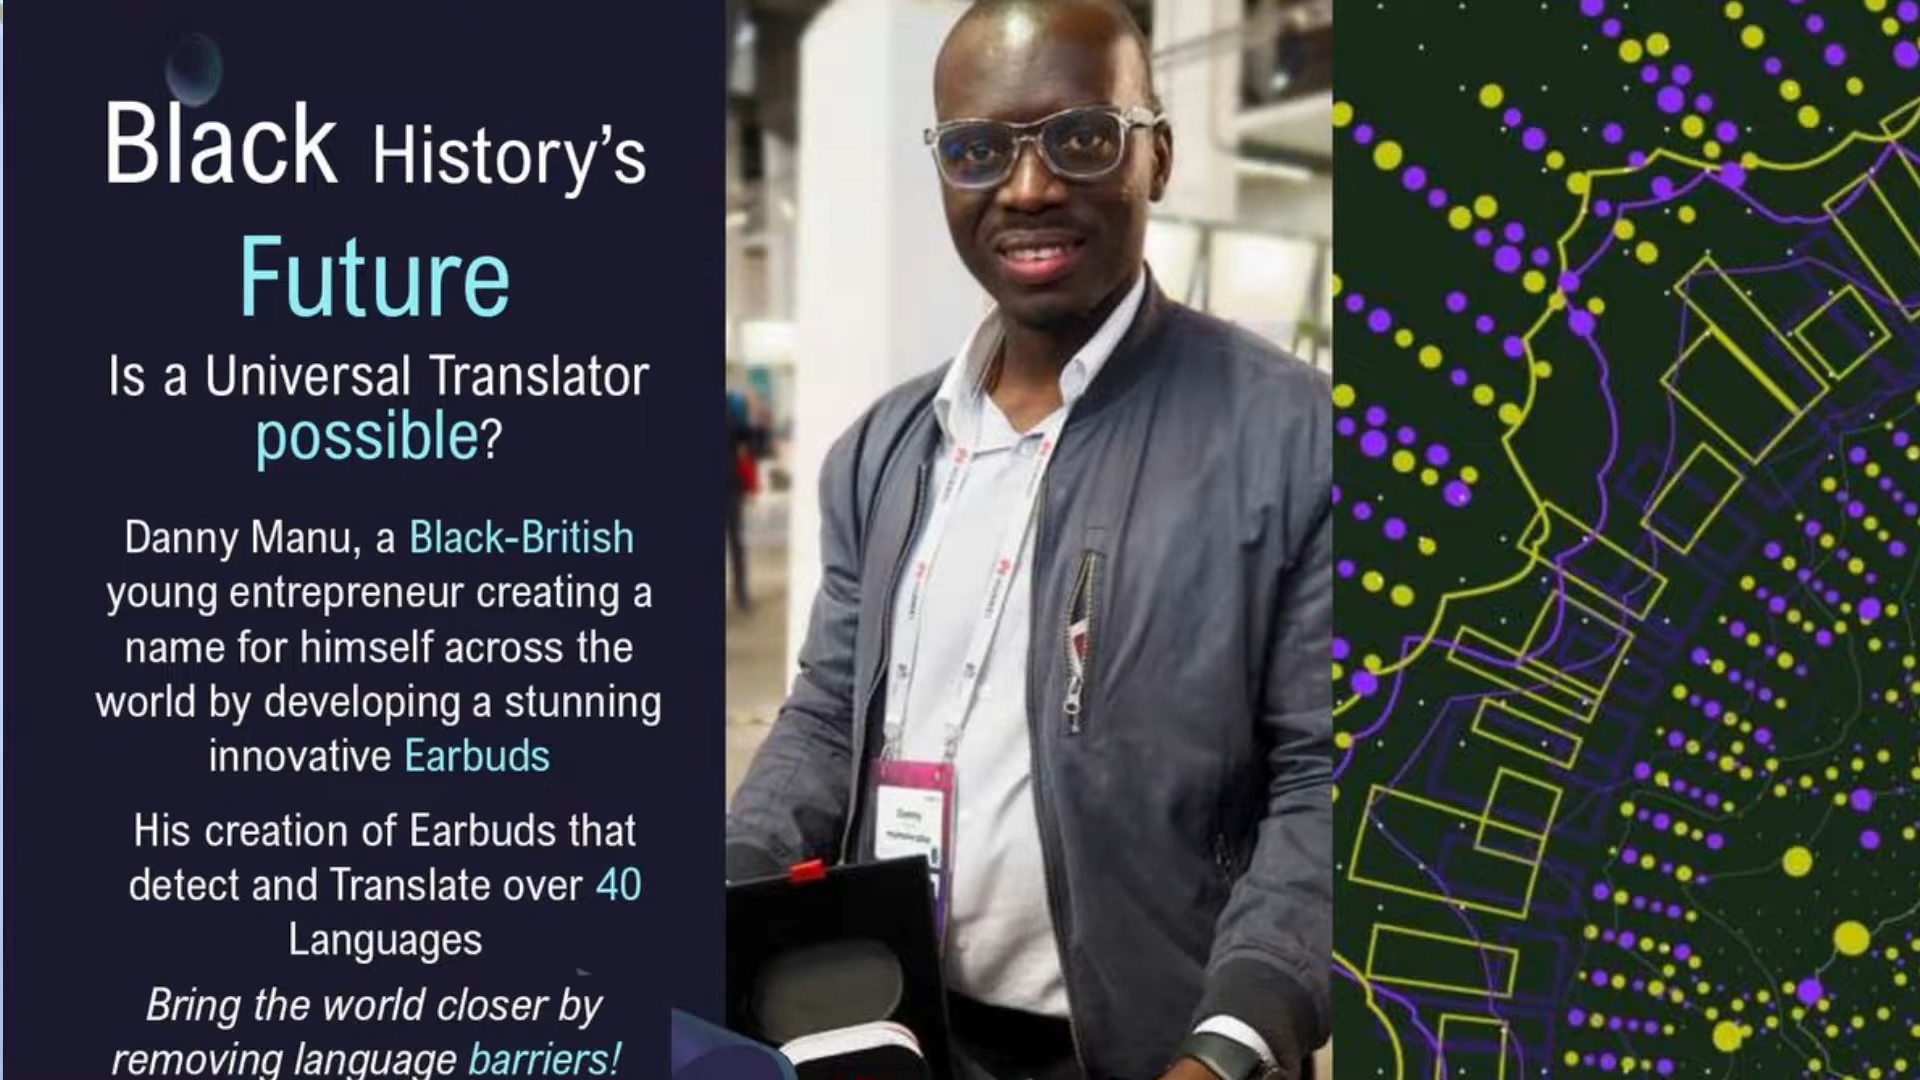 Black History's
Future
Is a Universal Translator
possible?
Danny Manu, a Black-British
young entrepreneur creating a
name for himself across the
world by developing a stunning
innovative Earbuds
His creation of Earbuds that
detect and Translate over 40
Languages
Bring the world closer by
removing language barriers!
Danny